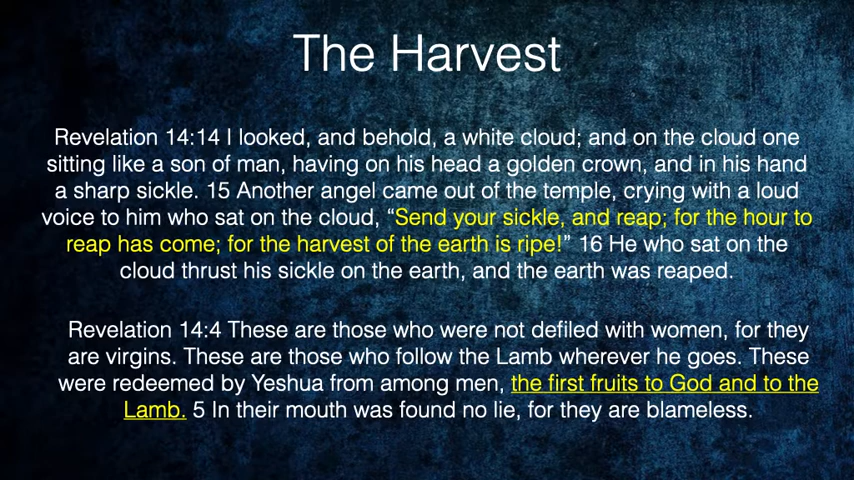 The Harvest
Revelation 14:14 I looked, and behold, a white cloud; and on the cloud one
sitting like a son of man, having on his head a golden crown, and in his hand
a sharp sickle. 15 Another angel came out of the temple, crying with a loud
voice to him who sat on the cloud, “Send your sickle, and reap; for the hour to
reap has come; for the harvest of the earth is ripe!” 16 He who sat on the
cloud thrust his sickle on the earth, and the earth was reaped.
Revelation 14:4 These are those who were not defiled with women, for they
are virgins. These are those who follow the Lamb wherever he goes. These
were redeemed by Yeshua from among men, the first fruits to God and to the
Lamb. 5 In their mouth was found no lie, for they are blameless.